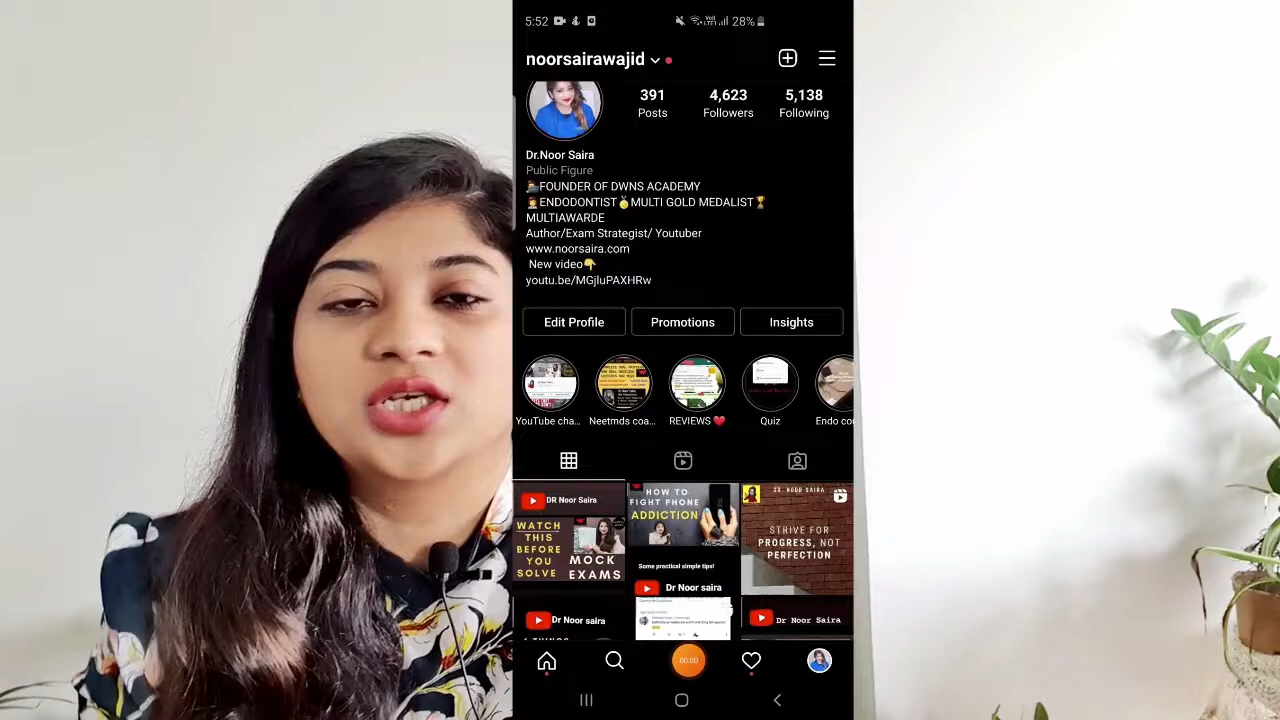 5:52
28%
noorsairawajid
391
Posts
4,623
Followers
5,138
Following
Dr.Noor Saira
Public Figure
FOUNDER OF DWNS ACADEMY
ENDODONTIST🏅MULTI GOLD MEDALIST🏆
MULTIAWARDE
Author/Exam Strategist/ Youtuber
www.noorsaira.com
New video👇
youtu.be/MGjluPAXHRw
Edit Profile
Promotions
Insights
YouTube cha...
Neetmds coa...
REVIEWS ❤️
Quiz
Endo co
DR Noor Saira
WATCH
THIS
BEFORE
YOU
SOLVE
MOCK
EXAMS
HOW TO
FIGHT PHONE
ADDICTION
Some practical simple tips!
Dr Noor saira
DR. NOOR SAIRA
STRIVE FOR
PROGRESS, NOT
PERFECTION
Dr Noor saira
Dr Noor Saira
00:00